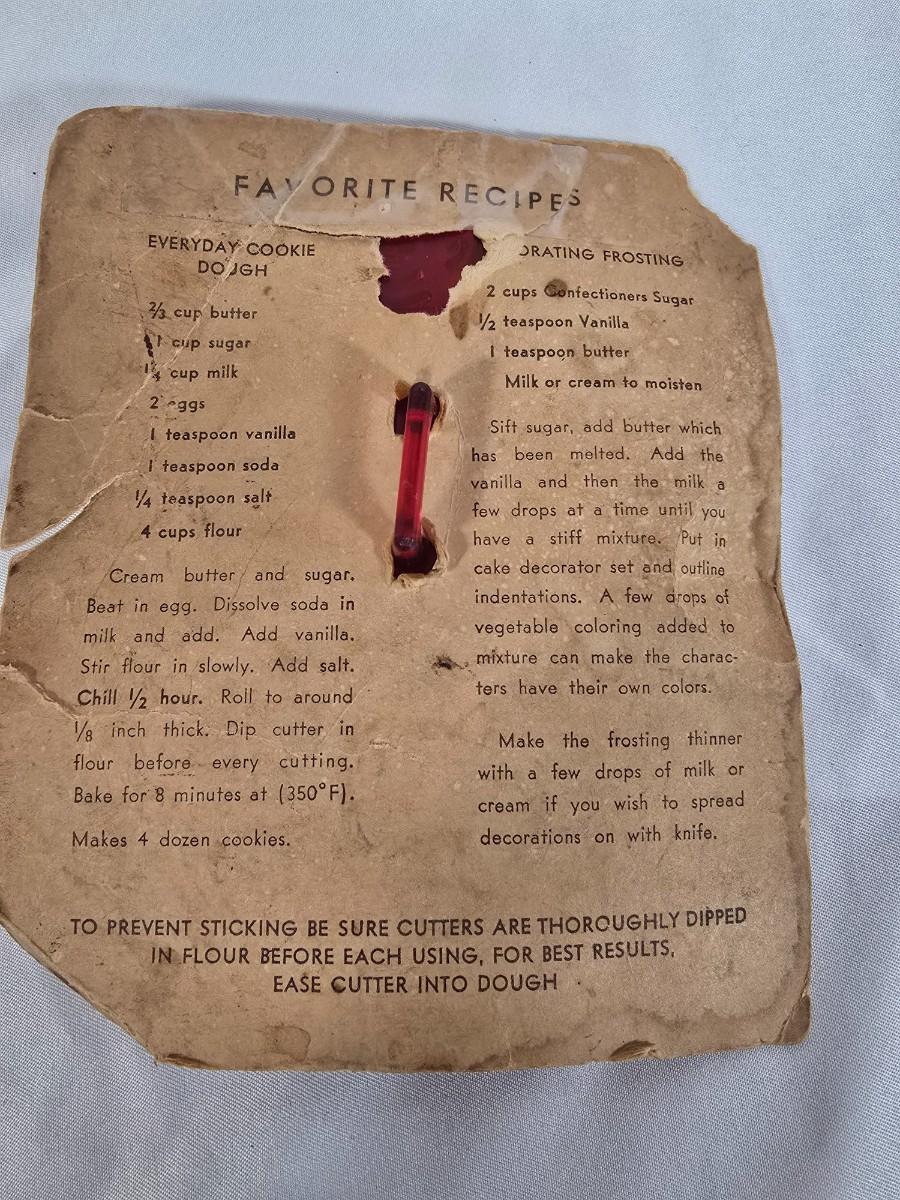 FAVORITE RECIPES
EVERYDAY COOKIE
DOUGH
⅔ cup butter
1 cup sugar
¼ cup milk
2 eggs
1 teaspoon vanilla
1 teaspoon soda
¼ teaspoon salt
4 cups flour
Cream butter and sugar.
Beat in egg. Dissolve soda in
milk and add. Add vanilla.
Stir flour in slowly. Add salt.
Chill ½ hour. Roll to around
⅛ inch thick. Dip cutter in
flour before every cutting.
Bake for 8 minutes at (350°F).
Makes 4 dozen cookies.
ORATING FROSTING
2 cups Confectioners Sugar
½ teaspoon Vanilla
1 teaspoon butter
Milk or cream to moisten
Sift sugar, add butter which
has been melted. Add the
vanilla and then the milk a
few drops at a time until you
have a stiff mixture. Put in
cake decorator set and outline
indentations. A few drops of
vegetable coloring added to
mixture can make the charac-
ters have their own colors.
Make the frosting thinner
with a few drops of milk or
cream if you wish to spread
decorations on with knife.
TO PREVENT STICKING BE SURE CUTTERS ARE THOROUGHLY DIPPED
IN FLOUR BEFORE EACH USING, FOR BEST RESULTS,
EASE CUTTER INTO DOUGH